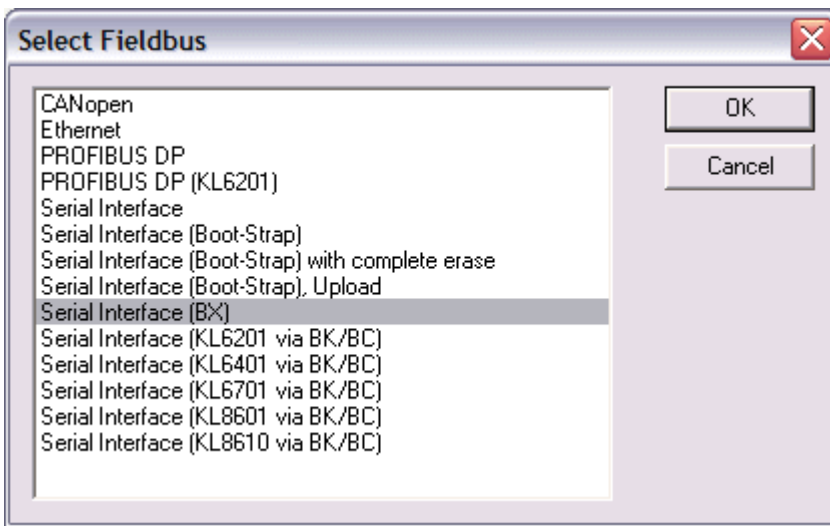 Select Fieldbus
CANopen
Ethernet
PROFIBUS DP
PROFIBUS DP (KL6201)
Serial Interface
Serial Interface (Boot-Strap)
Serial Interface (Boot-Strap) with complete erase
Serial Interface (Boot-Strap), Upload
Serial Interface (BX)
Serial Interface (KL6201 via BK/BC)
Serial Interface (KL6401 via BK/BC)
Serial Interface (KL6701 via BK/BC)
Serial Interface (KL8601 via BK/BC)
Serial Interface (KL8610 via BK/BC)
OK
Cancel